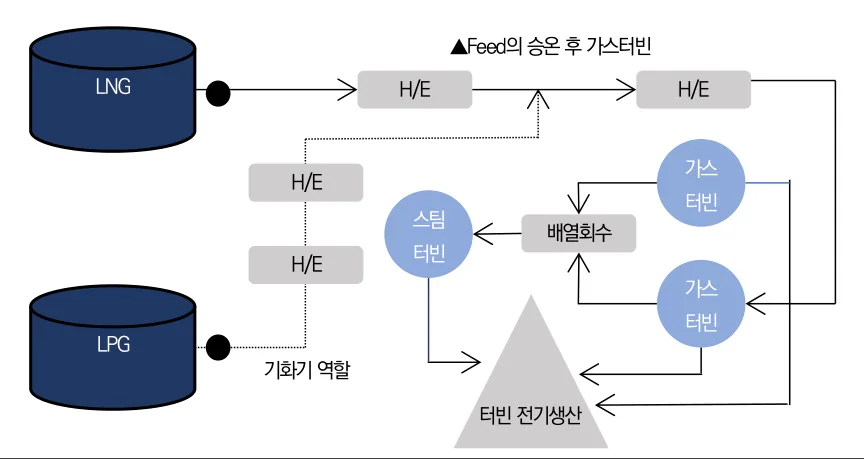 ▲Feed의 승온 후 가스터빈
LNG
H/E
H/E
H/E
가스
터빈
스팀
터빈
배열회수
H/E
가스
터빈
LPG
기화기 역할
터빈 전기생산